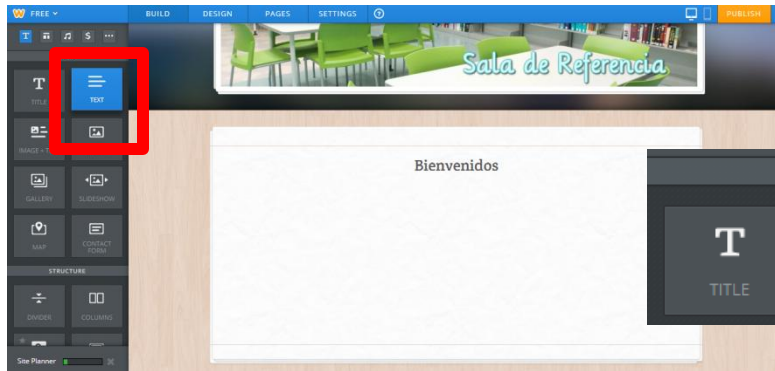 FREE
BUILD DESIGN PAGES SETTINGS ?
PUBLISH
T $ ...
T
TITLE
TEXT
IMAGE + T
GALLERY
SLIDESHOW
MAP
CONTACT
FORM
STRUCTURE
DIVIDER
COLUMNS
Site Planner
Sala de Referencia
Bienvenidos
T
TITLE